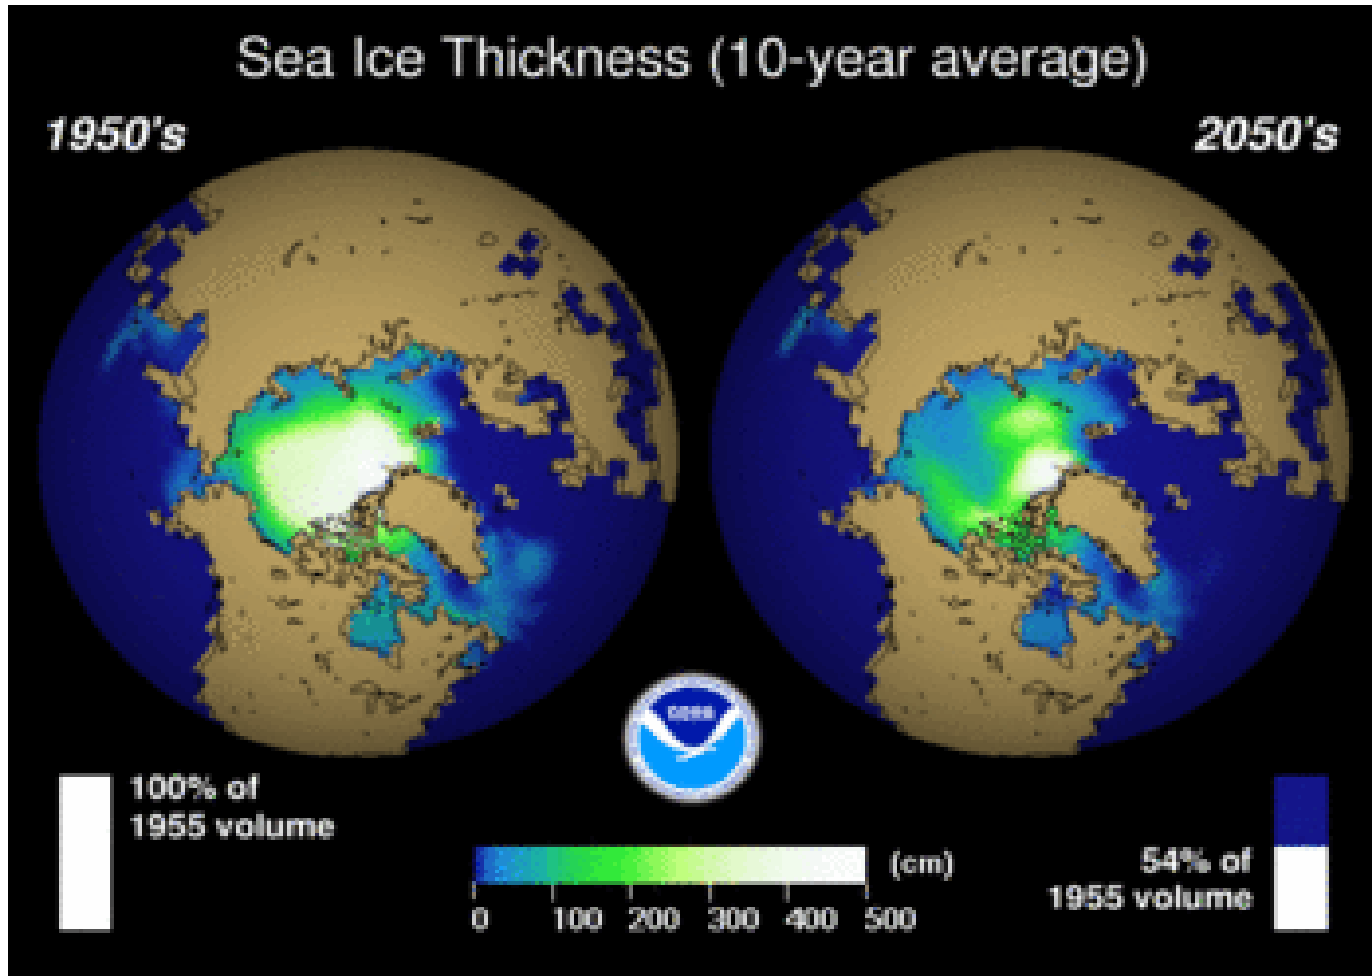 Sea Ice Thickness (10-year average)
1950's
2050's
100% of
1955 volume
54% of
1955 volume
(cm)
0 100 200 300 400 500